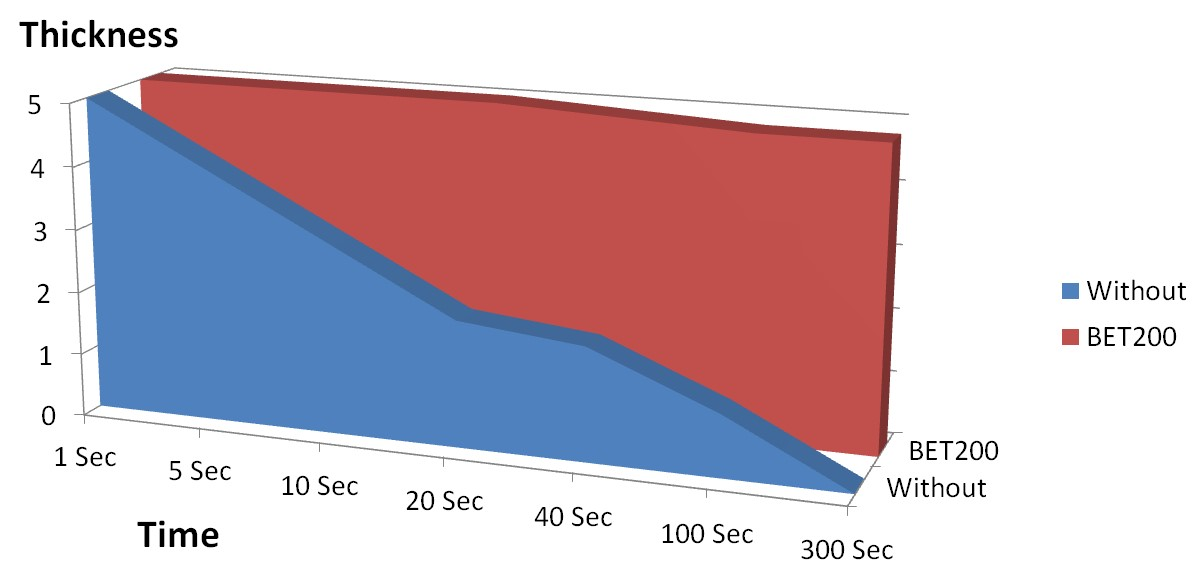 Thickness
5
4
3
2
1
0
1 Sec
5 Sec
10 Sec
20 Sec
40 Sec
100 Sec
300 Sec
Time
BET200
Without
Without
BET200